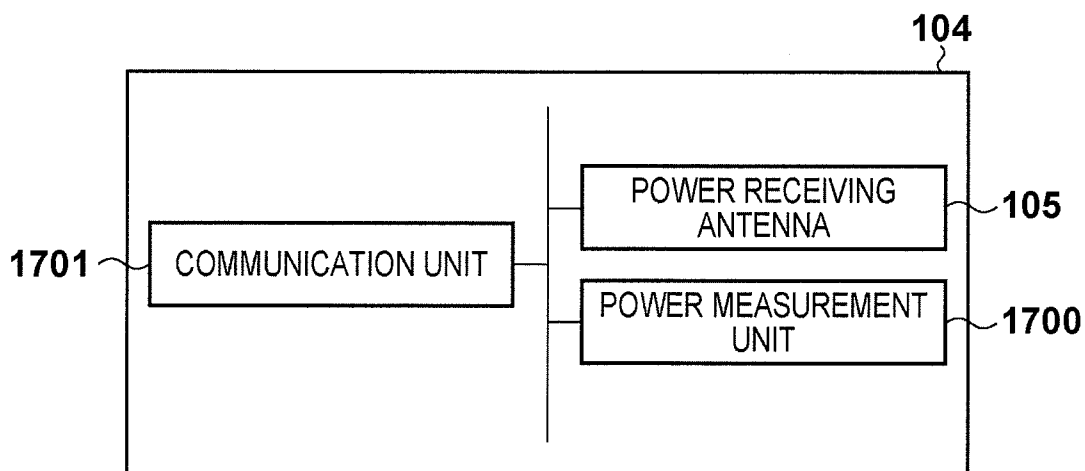 104
POWER RECEIVING
ANTENNA
105
1701
COMMUNICATION UNIT
POWER MEASUREMENT
UNIT
1700